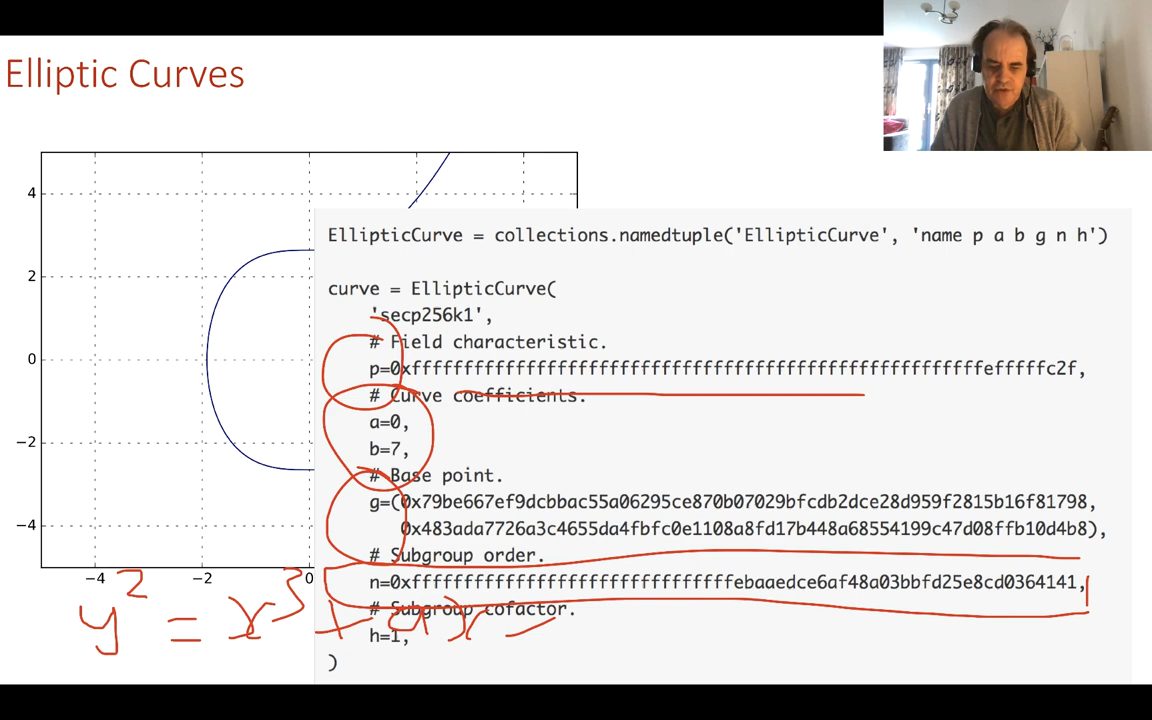 Elliptic Curves
4
2
0
−2
−4
−4
−2
0
EllipticCurve = collections.namedtuple('EllipticCurve', 'name p a b g n h')
curve = EllipticCurve(
'secp256k1',
# Field characteristic.
p=0xfffffffffffffffffffffffffffffffffffffffffffffffffffffffefffffc2f,
# Curve coefficients.
a=0,
b=7,
# Base point.
g=(0x79be667ef9dcbbac55a06295ce870b07029bfcdb2dce28d959f2815b16f81798,
0x483ada7726a3c4655da4fbfc0e1108a8fd17b448a68554199c47d08ffb10d4b8),
# Subgroup order.
n=0xfffffffffffffffffffffffffffffffebaaedce6af48a03bbfd25e8cd0364141,
# Subgroup cofactor.
h=1,
)
y² = x³ + ax